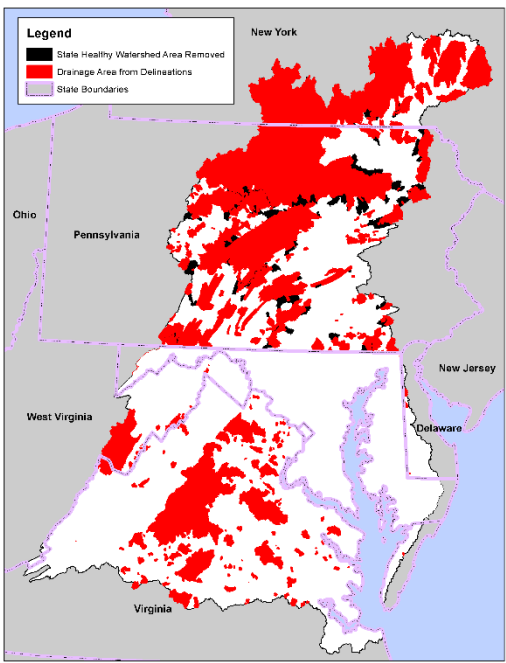 Legend
State Healthy Watershed Area Removed
Drainage Area from Delineations
State Boundaries
New York
Ohio
Pennsylvania
New Jersey
West Virginia
Delaware
Virginia